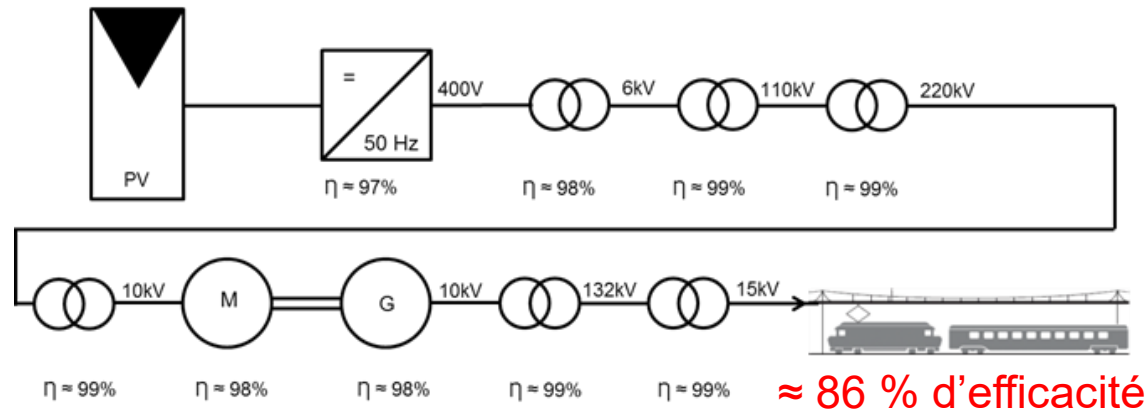 =
50 Hz
PV
400V
6kV
110kV
220kV
η ≈ 97%
η ≈ 98%
η ≈ 99%
η ≈ 99%
10kV
M
G
10kV
132kV
15kV
η ≈ 99%
η ≈ 98%
η ≈ 98%
η ≈ 99%
η ≈ 99%
≈ 86 % d’efficacité